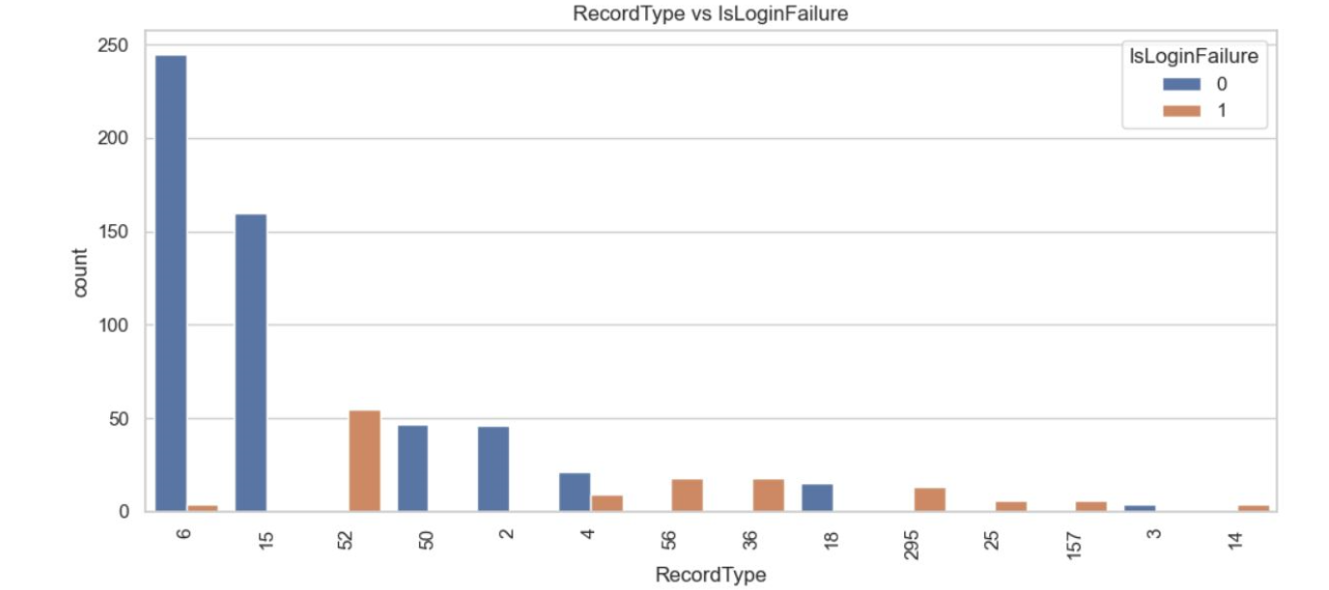 RecordType vs IsLoginFailure
250
200
150
100
50
0
count
IsLoginFailure
0
1
6 15 52 50 2 4 56 36 18 295 25 157 3 14
RecordType